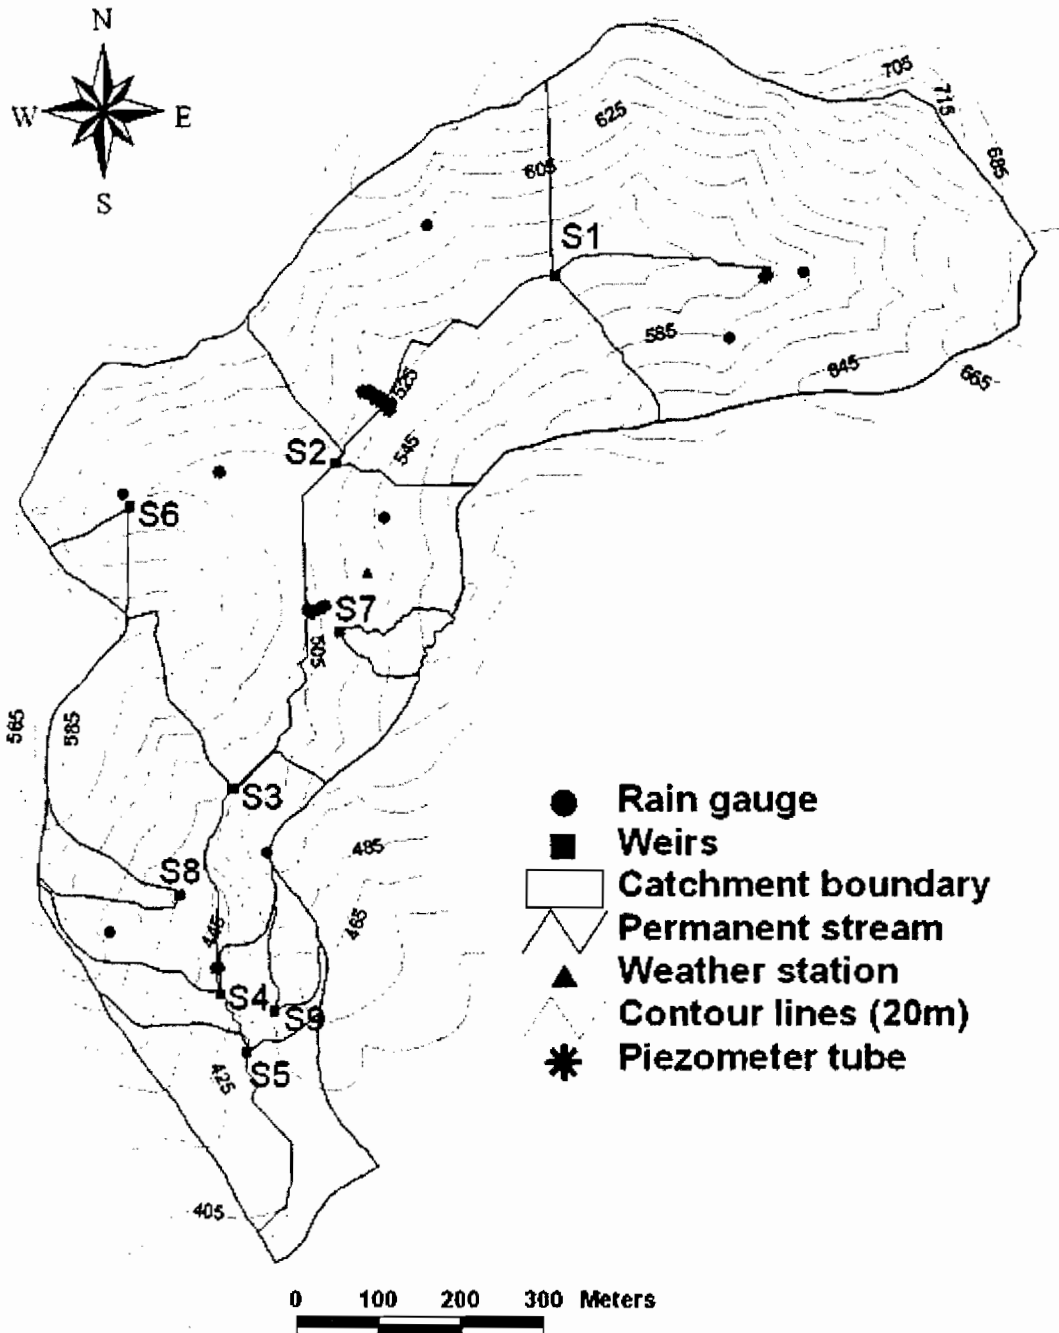 N
W E
S
705
715
625
685
605
S1
585
845
665
525
S2
545
S6
S7
505
565
585
S3
Rain gauge
485
Weirs
S8
Catchment boundary
465
445
Permanent stream
Weather station
S4
S9
Contour lines (20m)
Piezometer tube
S5
425
405
0 100 200 300 Meters